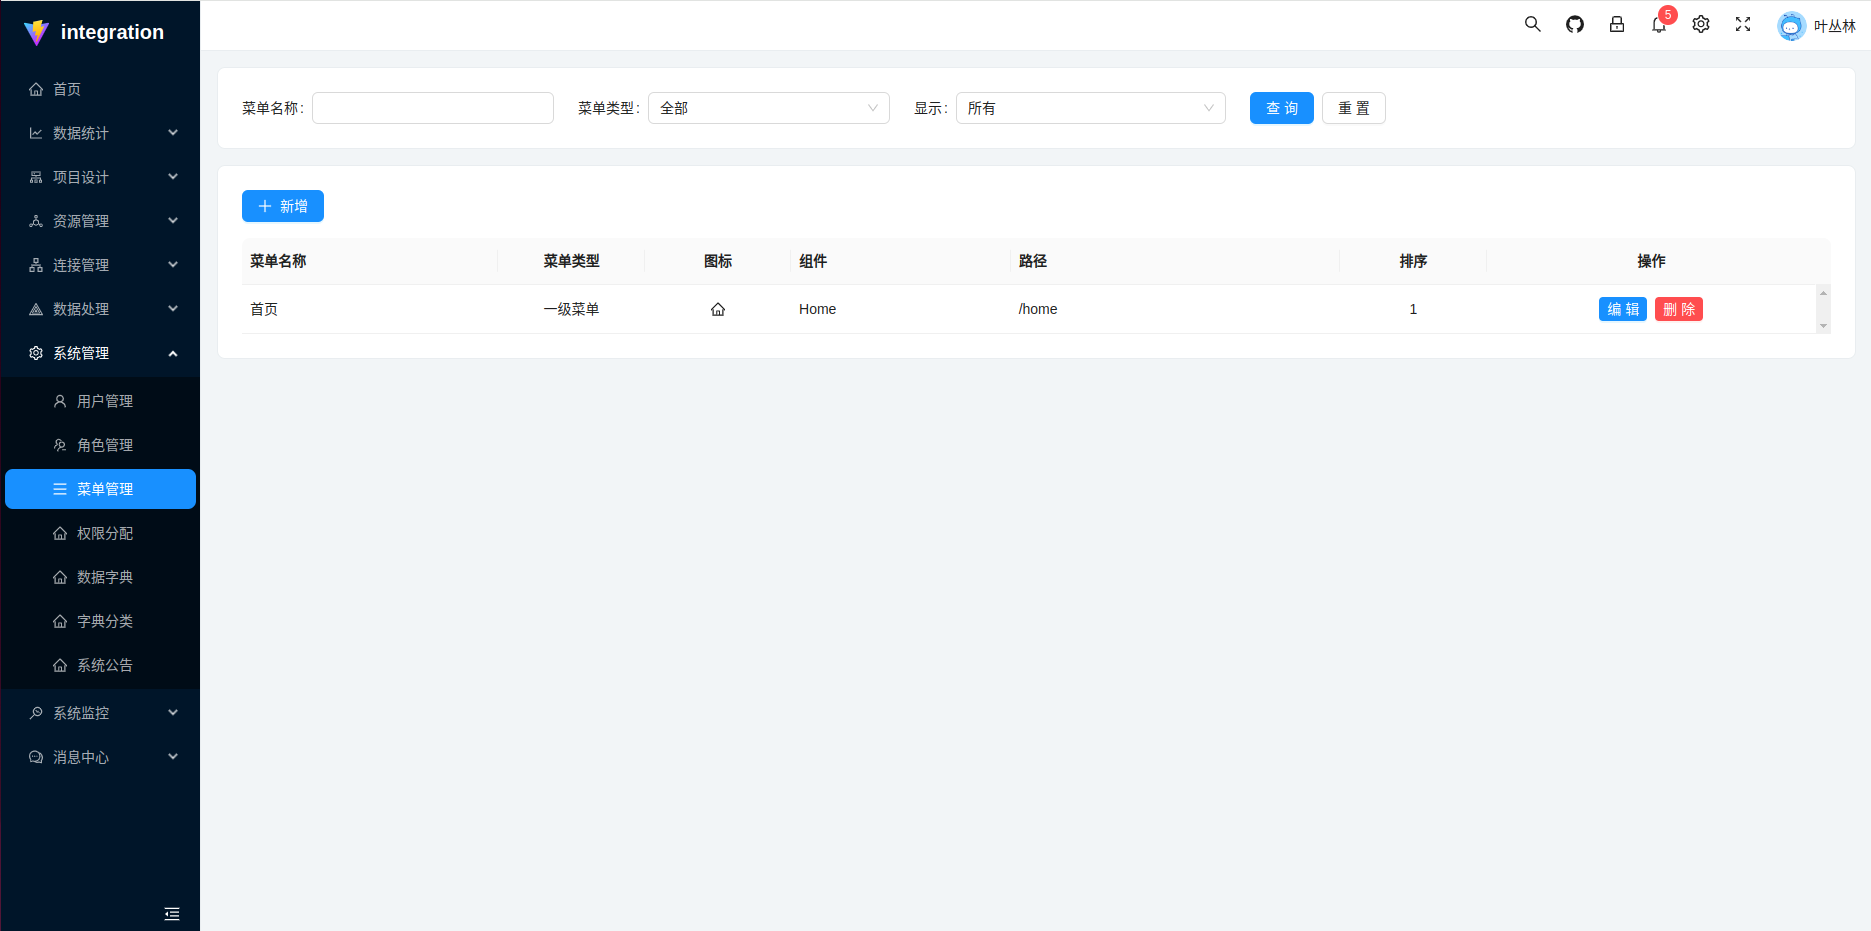 integration
5
叶丛林
首页
数据统计
项目设计
资源管理
连接管理
数据处理
系统管理
用户管理
角色管理
菜单管理
权限分配
数据字典
字典分类
系统公告
系统监控
消息中心
菜单名称: 菜单类型: 全部 显示: 所有 查 询 重 置
新增
菜单名称 菜单类型 图标 组件 路径 排序 操作
首页 一级菜单 Home /home 1 编 辑 删 除